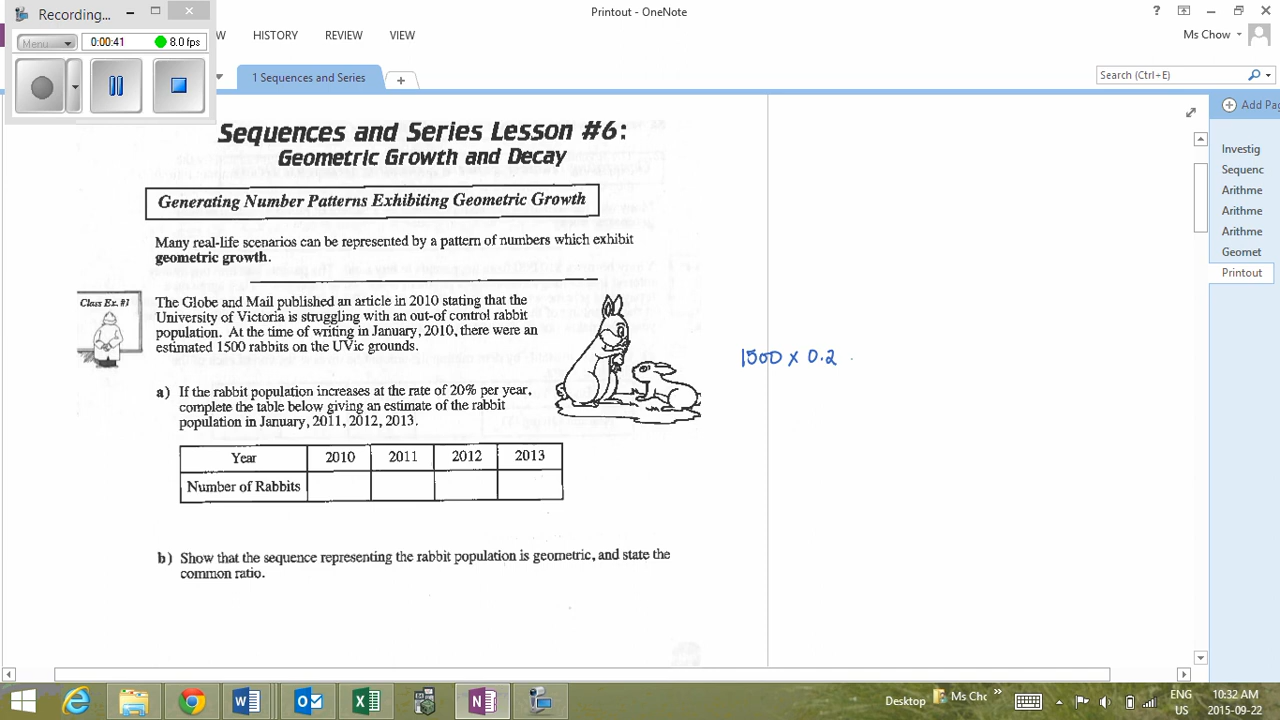 Recording...
Printout - OneNote
Menu
0:00:41
8.0 fps
W
HISTORY
REVIEW
VIEW
Ms Chow
1 Sequences and Series
Search (Ctrl+E)
Add Pag
Sequences and Series Lesson #6:
Geometric Growth and Decay
Generating Number Patterns Exhibiting Geometric Growth
Many real-life scenarios can be represented by a pattern of numbers which exhibit
geometric growth.
Class Ex. #1
The Globe and Mail published an article in 2010 stating that the
University of Victoria is struggling with an out-of control rabbit
population. At the time of writing in January, 2010, there were an
estimated 1500 rabbits on the UVic grounds.
1500 x 0.2
a) If the rabbit population increases at the rate of 20% per year,
complete the table below giving an estimate of the rabbit
population in January, 2011, 2012, 2013.
Year 2010 2011 2012 2013
Number of Rabbits
b) Show that the sequence representing the rabbit population is geometric, and state the
common ratio.
Investig
Sequenc
Arithme
Arithme
Arithme
Geomet
Printout
Desktop
Ms Chc
ENG
US
10:32 AM
2015-09-22